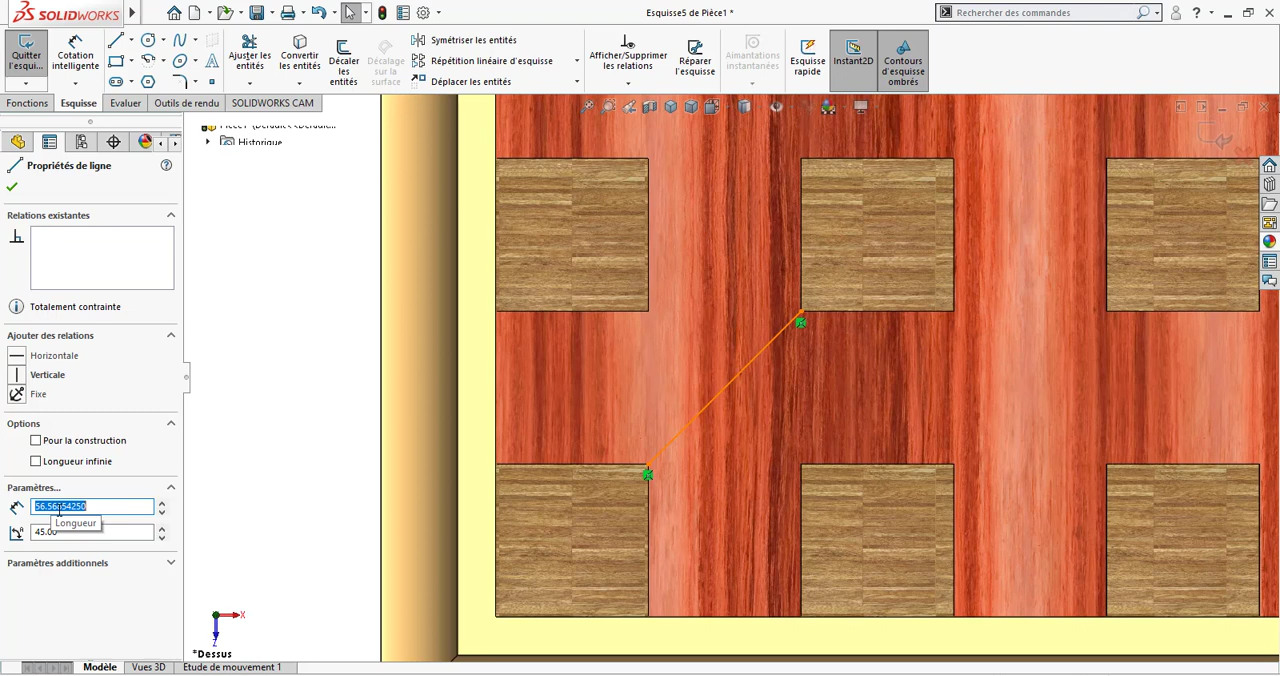 SOLIDWORKS
Esquisse5 de Pièce1 *
Rechercher des commandes
?
Quitter l'esqui...
Cotation intelligente
Ajuster les entités
Convertir les entités
Décaler les entités
Décalage sur la surface
Symétriser les entités
Répétition linéaire d'esquisse
Déplacer les entités
Afficher/Supprimer les relations
Réparer l'esquisse
Aimantations instantanées
Esquisse rapide
Instant2D
Contours d'esquisse ombrés
Fonctions
Esquisse
Evaluer
Outils de rendu
SOLIDWORKS CAM
Historique
Propriétés de ligne
Relations existantes
Totalement contrainte
Ajouter des relations
Horizontale
Verticale
Fixe
Options
Pour la construction
Longueur infinie
Paramètres...
Longueur
45.00
Paramètres additionnels
X
Z
*Dessus
Modèle
Vues 3D
Etude de mouvement 1